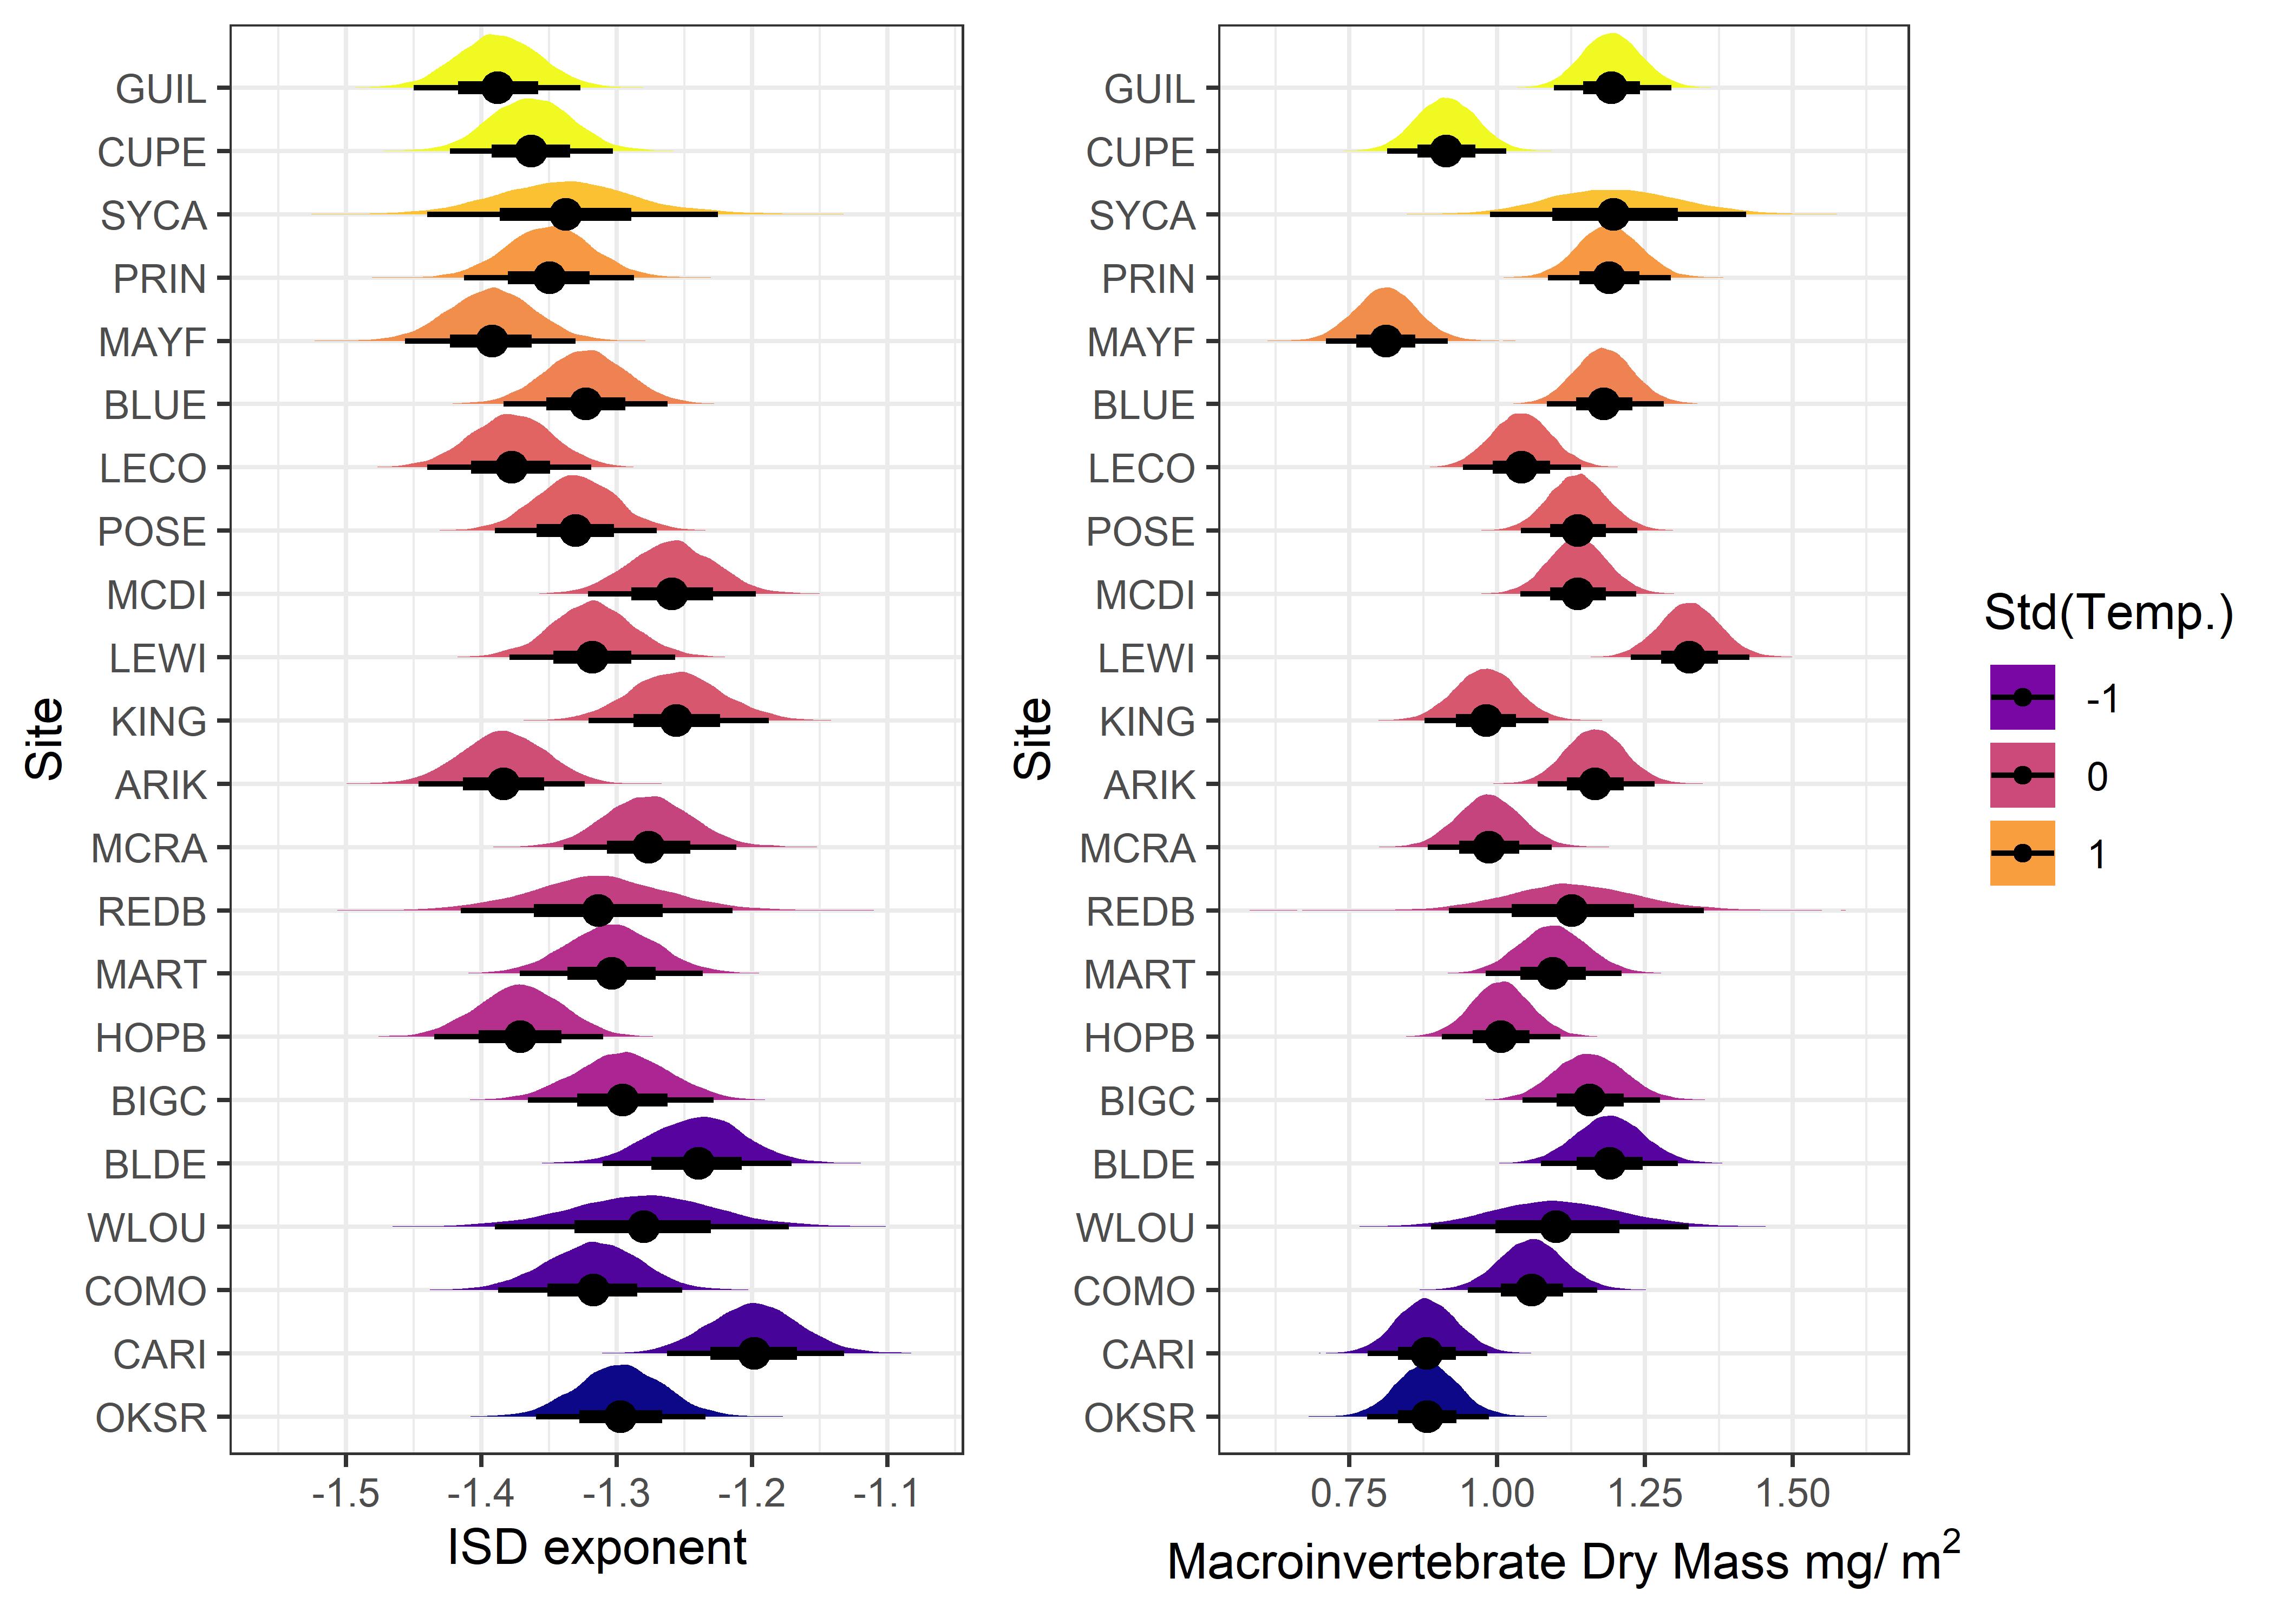 GUIL
CUPE
SYCA
PRIN
MAYF
BLUE
LECO
POSE
MCDI
LEWI
KING
ARIK
MCRA
REDB
MART
HOPB
BIGC
BLDE
WLOU
COMO
CARI
OKSR
Site
-1.5 -1.4 -1.3 -1.2 -1.1
ISD exponent
GUIL
CUPE
SYCA
PRIN
MAYF
BLUE
LECO
POSE
MCDI
LEWI
KING
ARIK
MCRA
REDB
MART
HOPB
BIGC
BLDE
WLOU
COMO
CARI
OKSR
Site
0.75 1.00 1.25 1.50
Macroinvertebrate Dry Mass mg/ m²
Std(Temp.)
-1
0
1